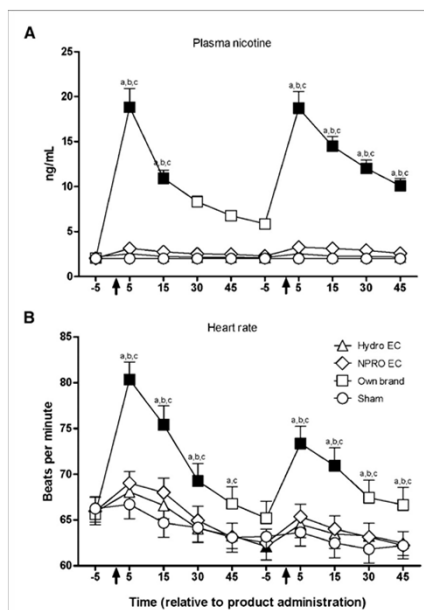 A
Plasma nicotine
ng/mL
25
20
15
10
5
0
a,b,c
a,b,c
a,b,c
a,b,c
a,b,c
a,b,c
-5 5 15 30 45 -5 5 15 30 45
B
Heart rate
Beats per minute
85
80
75
70
65
60
Hydro EC
NPRO EC
Own brand
Sham
a,b,c
a,b,c
a,b,c
a,c
a,b,c
a,b,c
a,b,c
a,b,c
-5 5 15 30 45 -5 5 15 30 45
Time (relative to product administration)